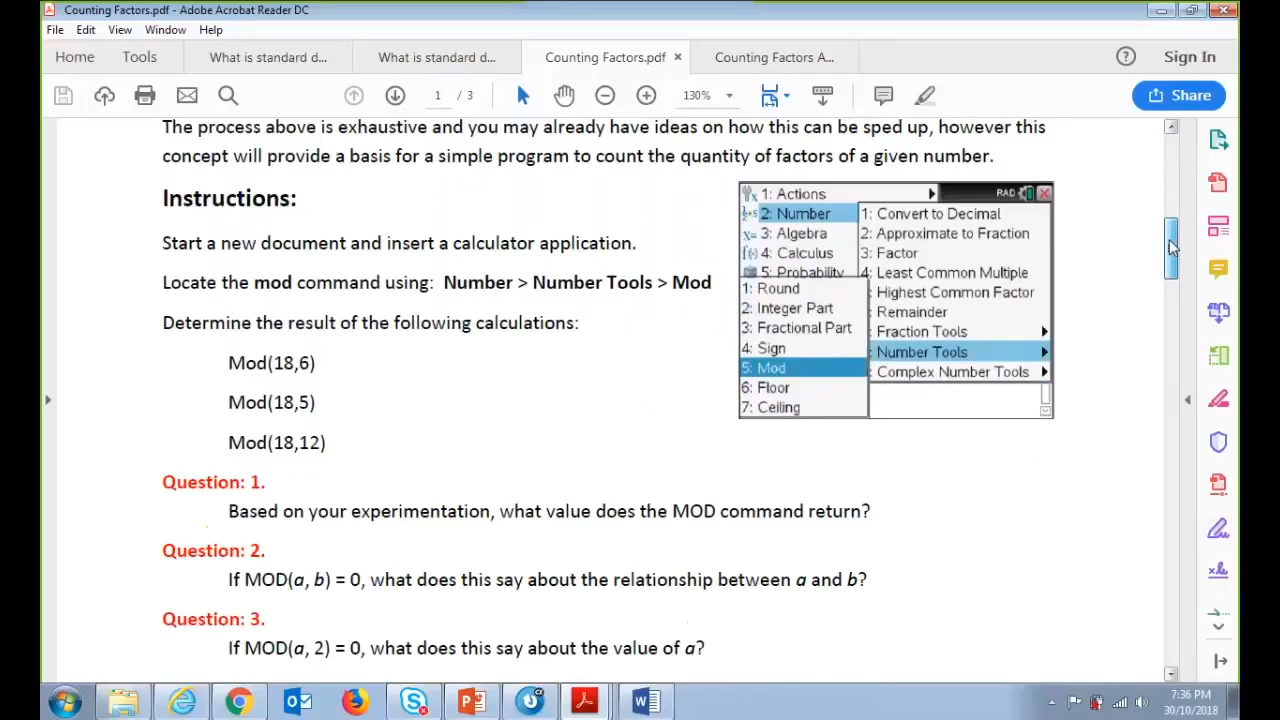 Counting Factors.pdf - Adobe Acrobat Reader DC
File Edit View Window Help
Home Tools What is standard d... What is standard d... Counting Factors.pdf × Counting Factors A... Sign In
1 / 3 130% Share
The process above is exhaustive and you may already have ideas on how this can be sped up, however this
concept will provide a basis for a simple program to count the quantity of factors of a given number.
Instructions:
Start a new document and insert a calculator application.
Locate the mod command using: Number > Number Tools > Mod
Determine the result of the following calculations:
Mod(18,6)
Mod(18,5)
Mod(18,12)
1: Actions
2: Number
3: Algebra
4: Calculus
5: Probability
RAD
1: Convert to Decimal
2: Approximate to Fraction
3: Factor
4: Least Common Multiple
: Highest Common Factor
: Remainder
: Fraction Tools
: Number Tools
: Complex Number Tools
1: Round
2: Integer Part
3: Fractional Part
4: Sign
5: Mod
6: Floor
7: Ceiling
Question: 1.
Based on your experimentation, what value does the MOD command return?
Question: 2.
If MOD(a, b) = 0, what does this say about the relationship between a and b?
Question: 3.
If MOD(a, 2) = 0, what does this say about the value of a?
7:36 PM
30/10/2018